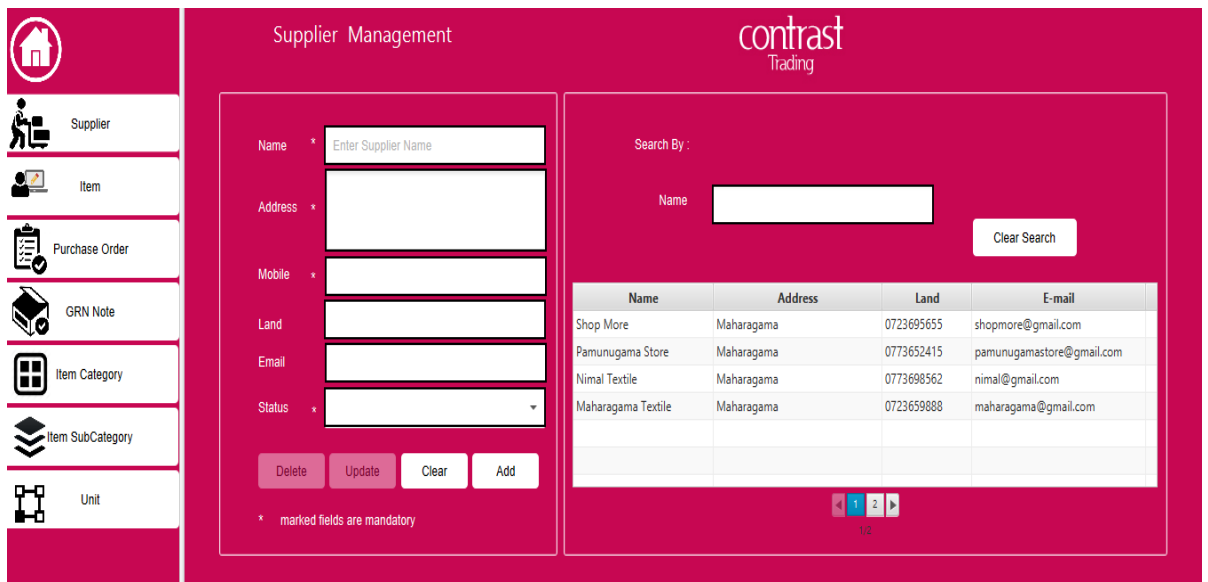 Supplier Management
contrast
Trading
Supplier
Item
Purchase Order
GRN Note
Item Category
Item SubCategory
Unit
Name * Enter Supplier Name
Address *
Mobile *
Land
Email
Status *
Delete Update Clear Add
* marked fields are mandatory
Search By :
Name
Clear Search
Name Address Land E-mail
Shop More Maharagama 0723695655 shopmore@gmail.com
Pamunugama Store Maharagama 0773652415 pamunugamastore@gmail.com
Nimal Textile Maharagama 0773698562 nimal@gmail.com
Maharagama Textile Maharagama 0723659888 maharagama@gmail.com
1 2
1/2